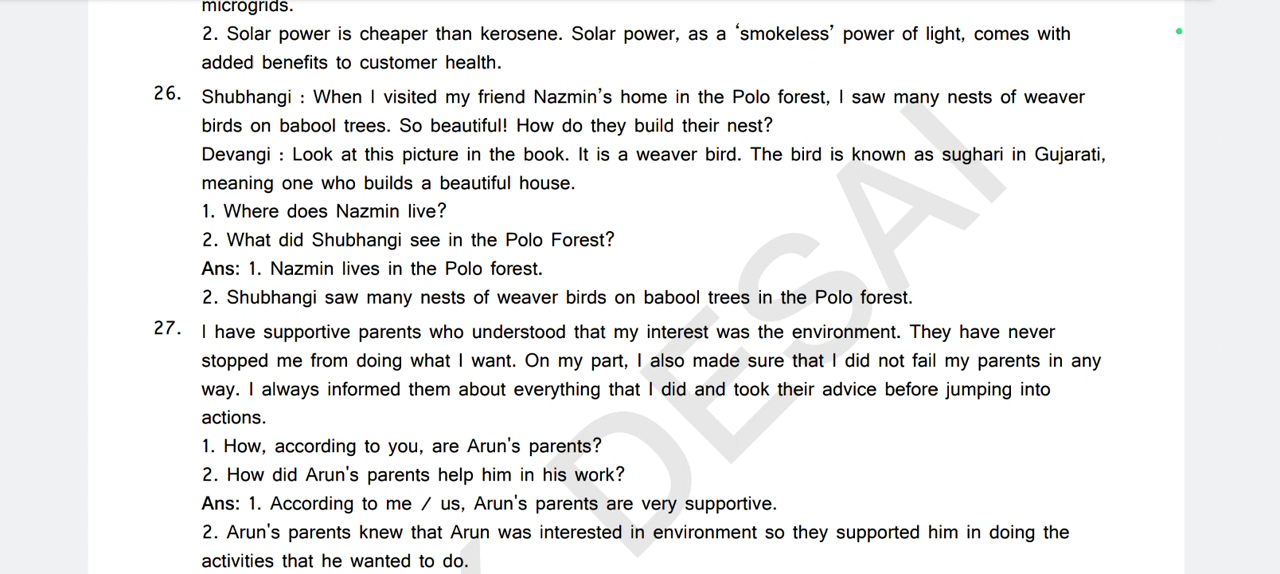 microgrids.
2. Solar power is cheaper than kerosene. Solar power, as a ‘smokeless’ power of light, comes with
added benefits to customer health.
26. Shubhangi : When I visited my friend Nazmin’s home in the Polo forest, I saw many nests of weaver
birds on babool trees. So beautiful! How do they build their nest?
Devangi : Look at this picture in the book. It is a weaver bird. The bird is known as sughari in Gujarati,
meaning one who builds a beautiful house.
1. Where does Nazmin live?
2. What did Shubhangi see in the Polo Forest?
Ans: 1. Nazmin lives in the Polo forest.
2. Shubhangi saw many nests of weaver birds on babool trees in the Polo forest.
27. I have supportive parents who understood that my interest was the environment. They have never
stopped me from doing what I want. On my part, I also made sure that I did not fail my parents in any
way. I always informed them about everything that I did and took their advice before jumping into
actions.
1. How, according to you, are Arun's parents?
2. How did Arun's parents help him in his work?
Ans: 1. According to me / us, Arun's parents are very supportive.
2. Arun's parents knew that Arun was interested in environment so they supported him in doing the
activities that he wanted to do.
DESAI